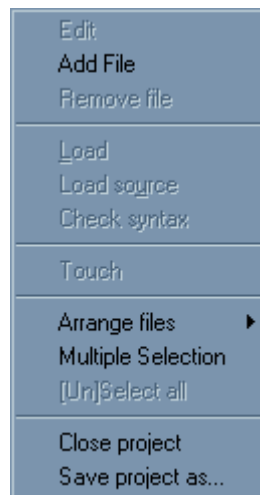 Edit
Add File
Remove file
Load
Load source
Check syntax
Touch
Arrange files
Multiple Selection
[Un]Select all
Close project
Save project as...